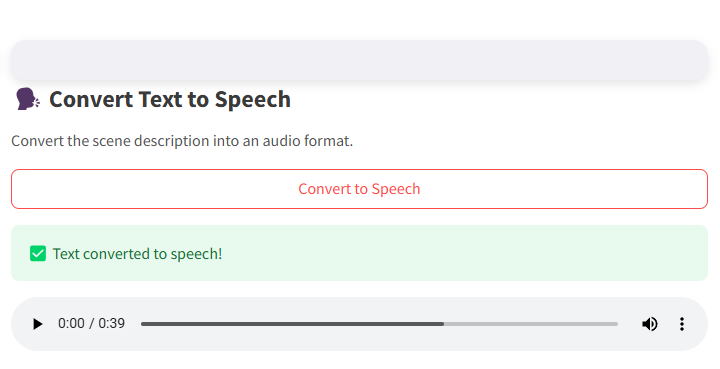 Convert Text to Speech
Convert the scene description into an audio format.
Convert to Speech
Text converted to speech!
0:00 / 0:39